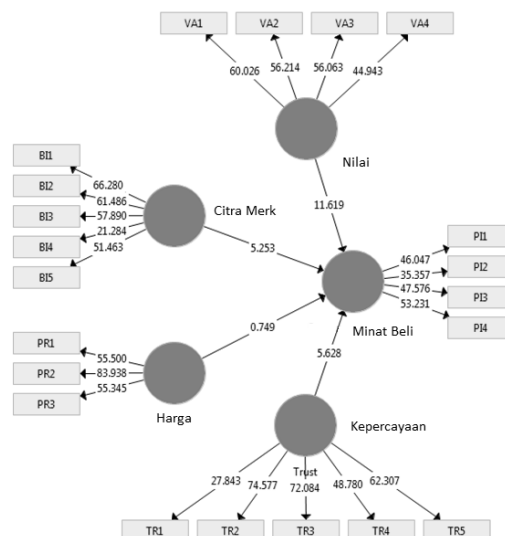 VA1 VA2 VA3 VA4
60.026 56.214 56.063 44.943
Nilai
BI1
BI2
BI3
BI4
BI5
66.280
61.486
57.890
21.284
51.463
Citra Merk
11.619
5.253
PI1
PI2
PI3
PI4
46.047
35.357
47.576
53.231
Minat Beli
0.749
PR1
PR2
PR3
55.500
83.938
55.345
Harga
5.628
Kepercayaan
Trust
27.843 74.577 72.084 48.780 62.307
TR1 TR2 TR3 TR4 TR5